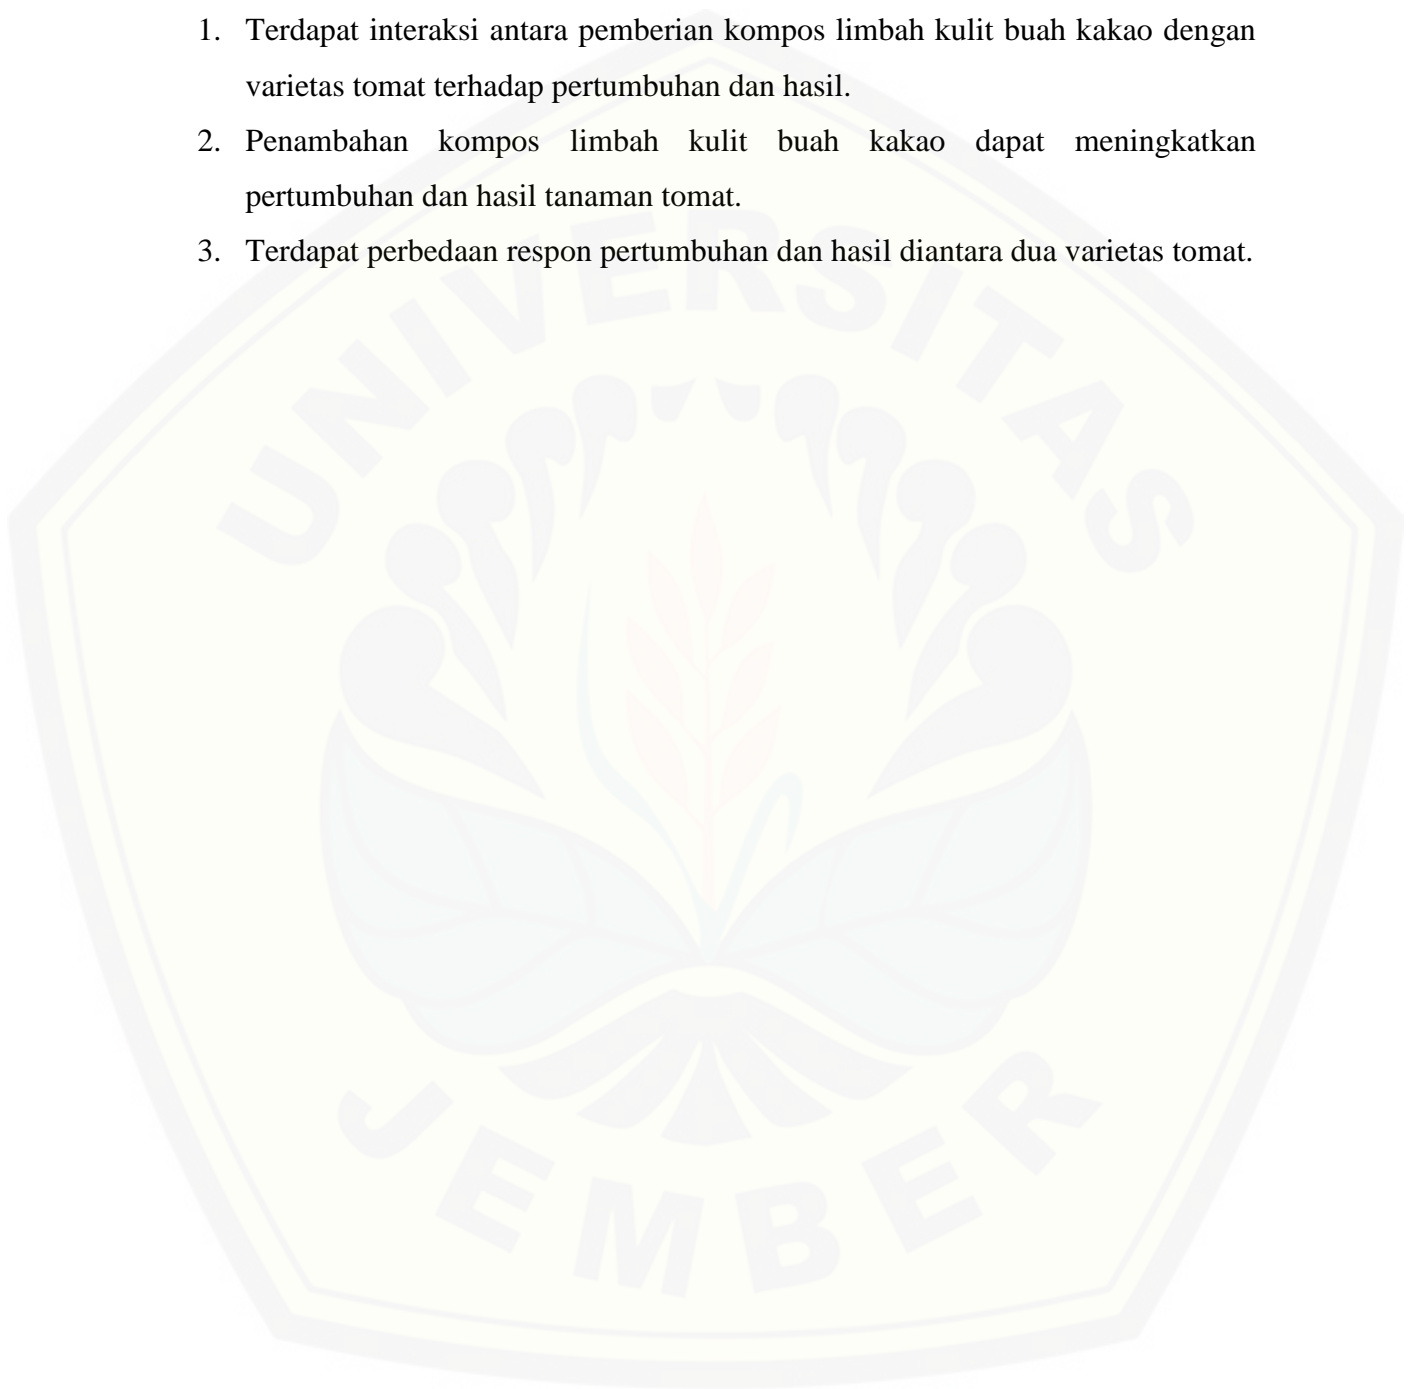 1. Terdapat interaksi antara pemberian kompos limbah kulit buah kakao dengan
varietas tomat terhadap pertumbuhan dan hasil.
2. Penambahan kompos limbah kulit buah kakao dapat meningkatkan
pertumbuhan dan hasil tanaman tomat.
3. Terdapat perbedaan respon pertumbuhan dan hasil diantara dua varietas tomat.
UNIVERSITAS
JEMBER